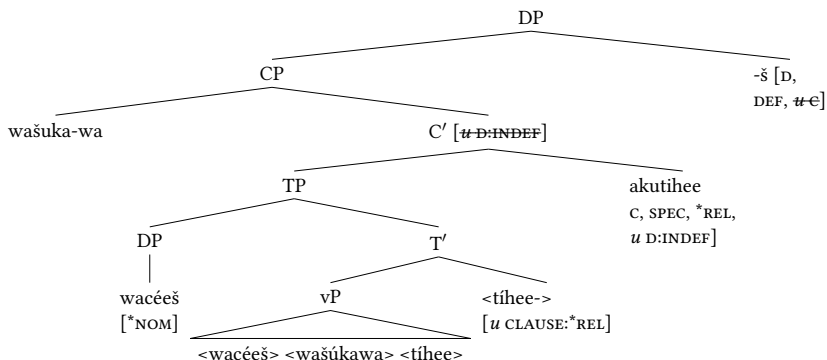 DP
CP
-š [D,
DEF, u C]
wašuka-wa
C′ [u D:INDEF]
TP
akutihee
C, SPEC, *REL,
u D:INDEF]
DP
T′
wacéeš
[*NOM]
vP
<tíhee->
[u CLAUSE:*REL]
<wacéeš> <wašúkawa> <tíhee>